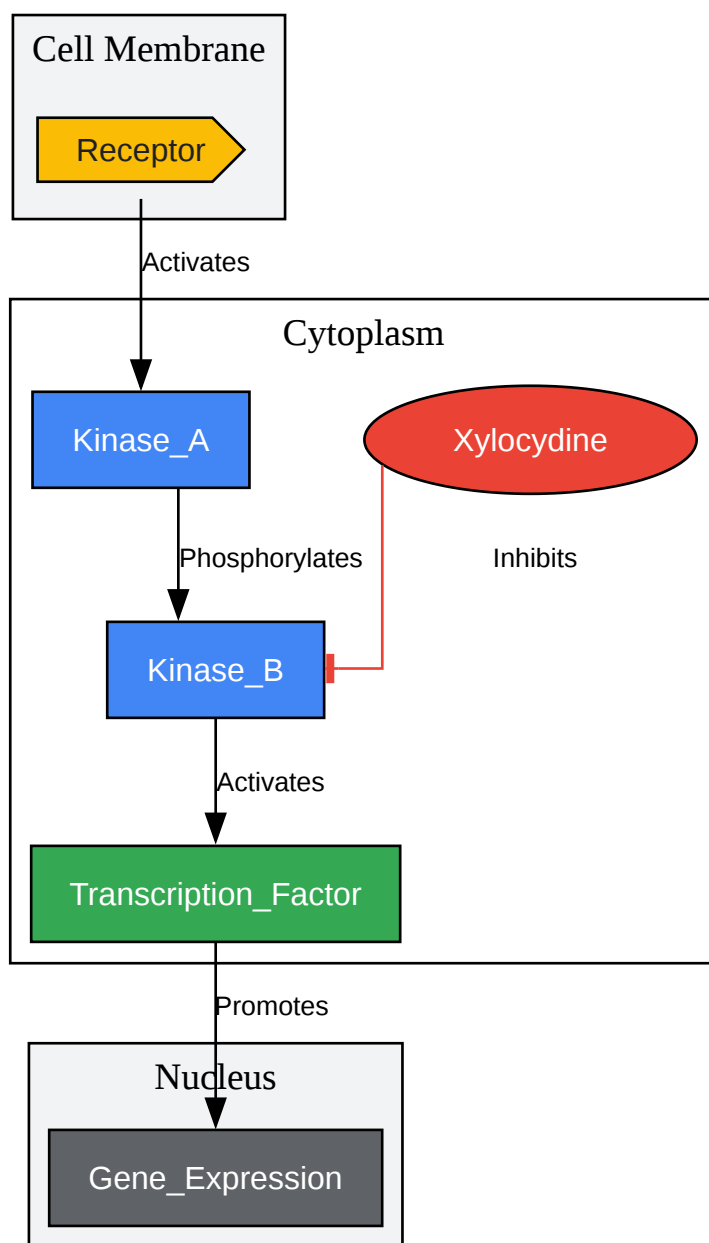 Cell Membrane
Receptor
Activates
Cytoplasm
Kinase_A
Xylocydine
Phosphorylates
Inhibits
Kinase_B
Activates
Transcription_Factor
Promotes
Nucleus
Gene_Expression